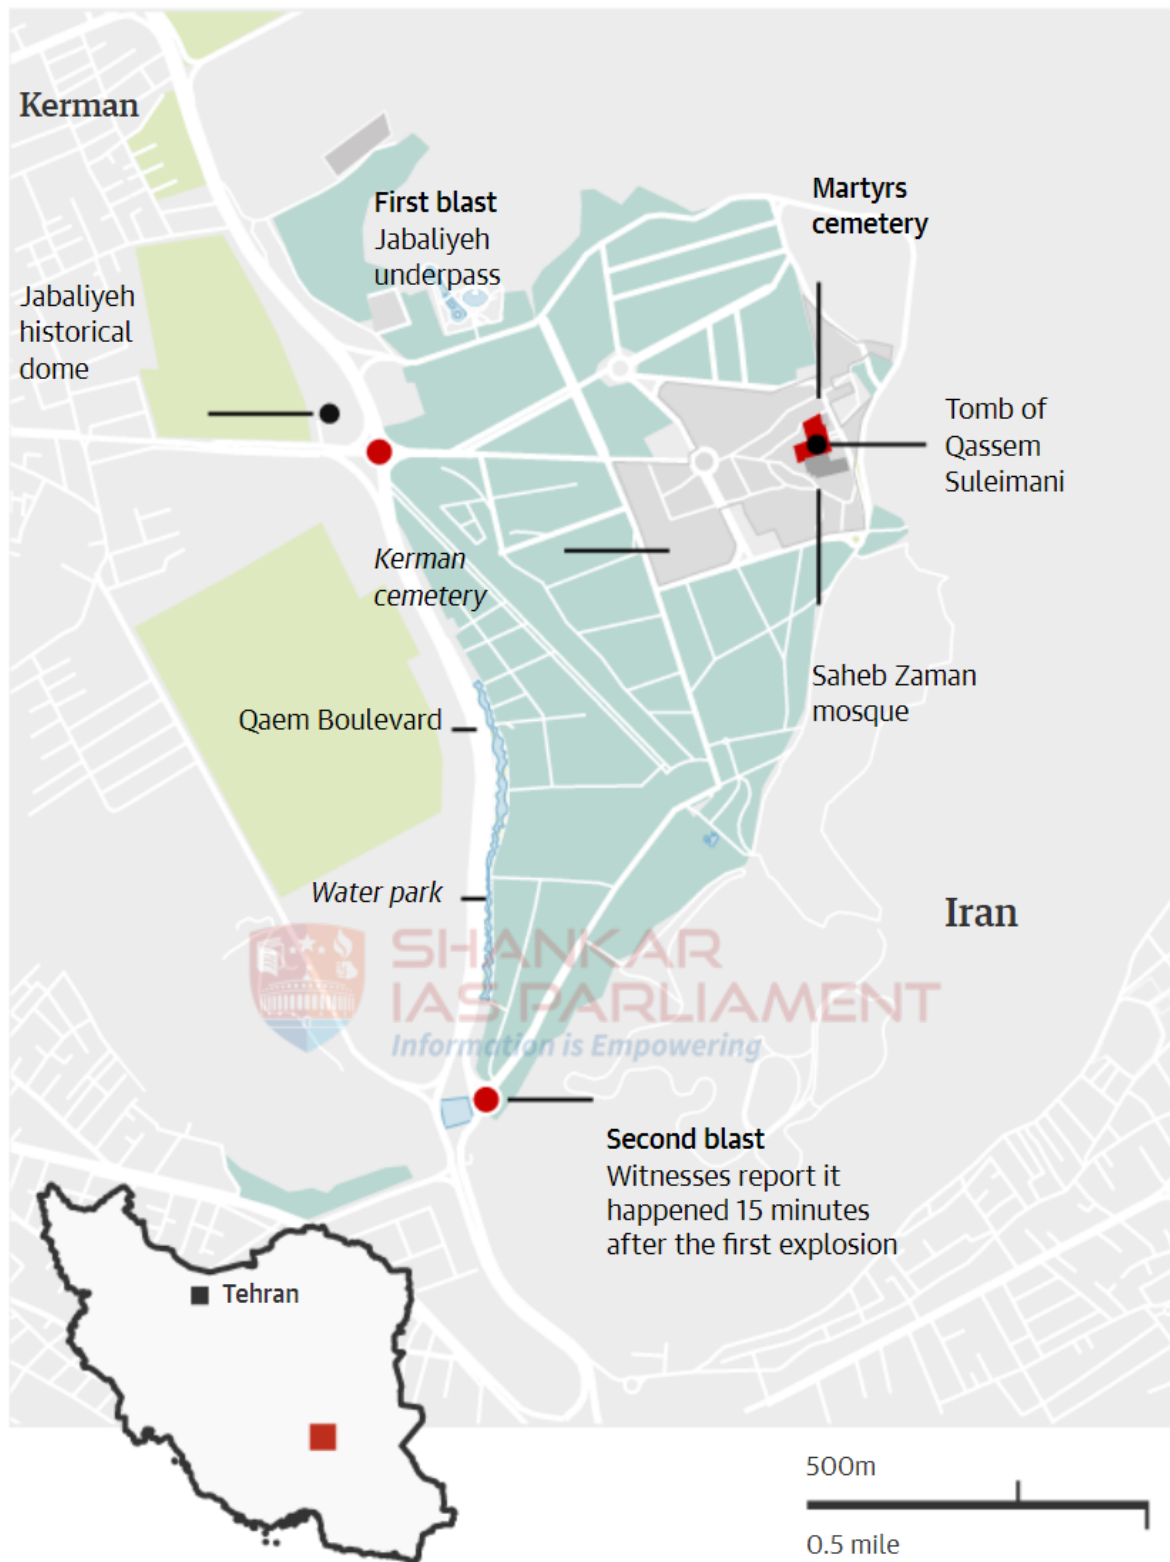 Kerman
First blast
Jabaliyeh
underpass
Martyrs
cemetery
Jabaliyeh
historical
dome
Tomb of
Qassem
Suleimani
Kerman
cemetery
Saheb Zaman
mosque
Qaem Boulevard
Water park
Iran
SHANKAR
IAS PARLIAMENT
Information is Empowering
Second blast
Witnesses report it
happened 15 minutes
after the first explosion
Tehran
500m
0.5 mile